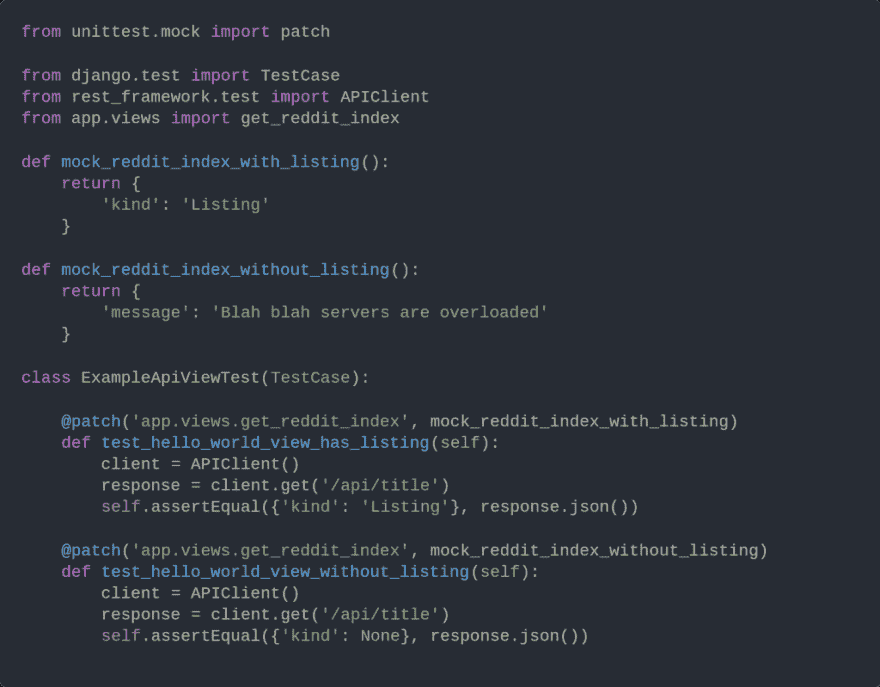 from unittest.mock import patch
from django.test import TestCase
from rest_framework.test import APIClient
from app.views import get_reddit_index
def mock_reddit_index_with_listing():
    return {
        'kind': 'Listing'
    }
def mock_reddit_index_without_listing():
    return {
        'message': 'Blah blah servers are overloaded'
    }
class ExampleApiViewTest(TestCase):
    @patch('app.views.get_reddit_index', mock_reddit_index_with_listing)
    def test_hello_world_view_has_listing(self):
        client = APIClient()
        response = client.get('/api/title')
        self.assertEqual({'kind': 'Listing'}, response.json())
    @patch('app.views.get_reddit_index', mock_reddit_index_without_listing)
    def test_hello_world_view_without_listing(self):
        client = APIClient()
        response = client.get('/api/title')
        self.assertEqual({'kind': None}, response.json())